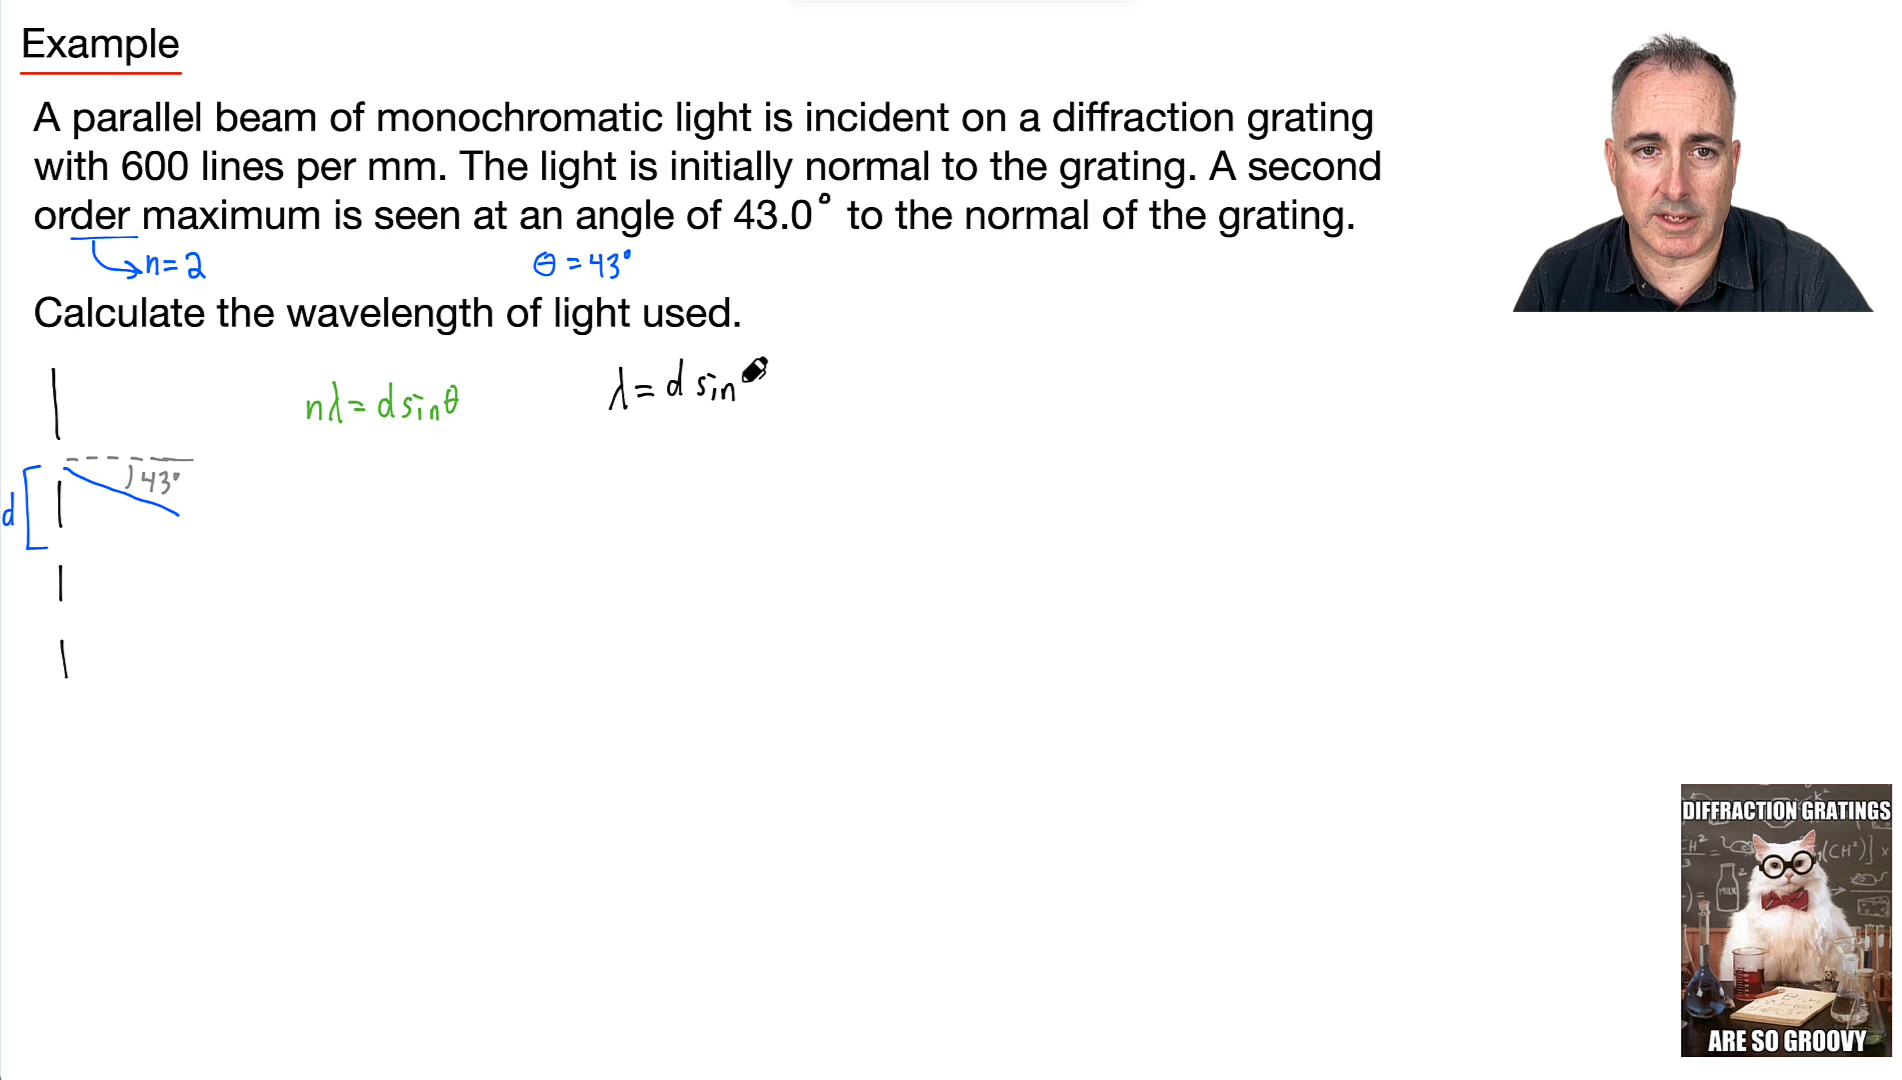 Example
A parallel beam of monochromatic light is incident on a diffraction grating
with 600 lines per mm. The light is initially normal to the grating. A second
order maximum is seen at an angle of 43.0° to the normal of the grating.
n=2
θ=43°
Calculate the wavelength of light used.
nλ=dsinθ
λ=d sin
43°
d
DIFFRACTION GRATINGS
MILK
ARE SO GROOVY